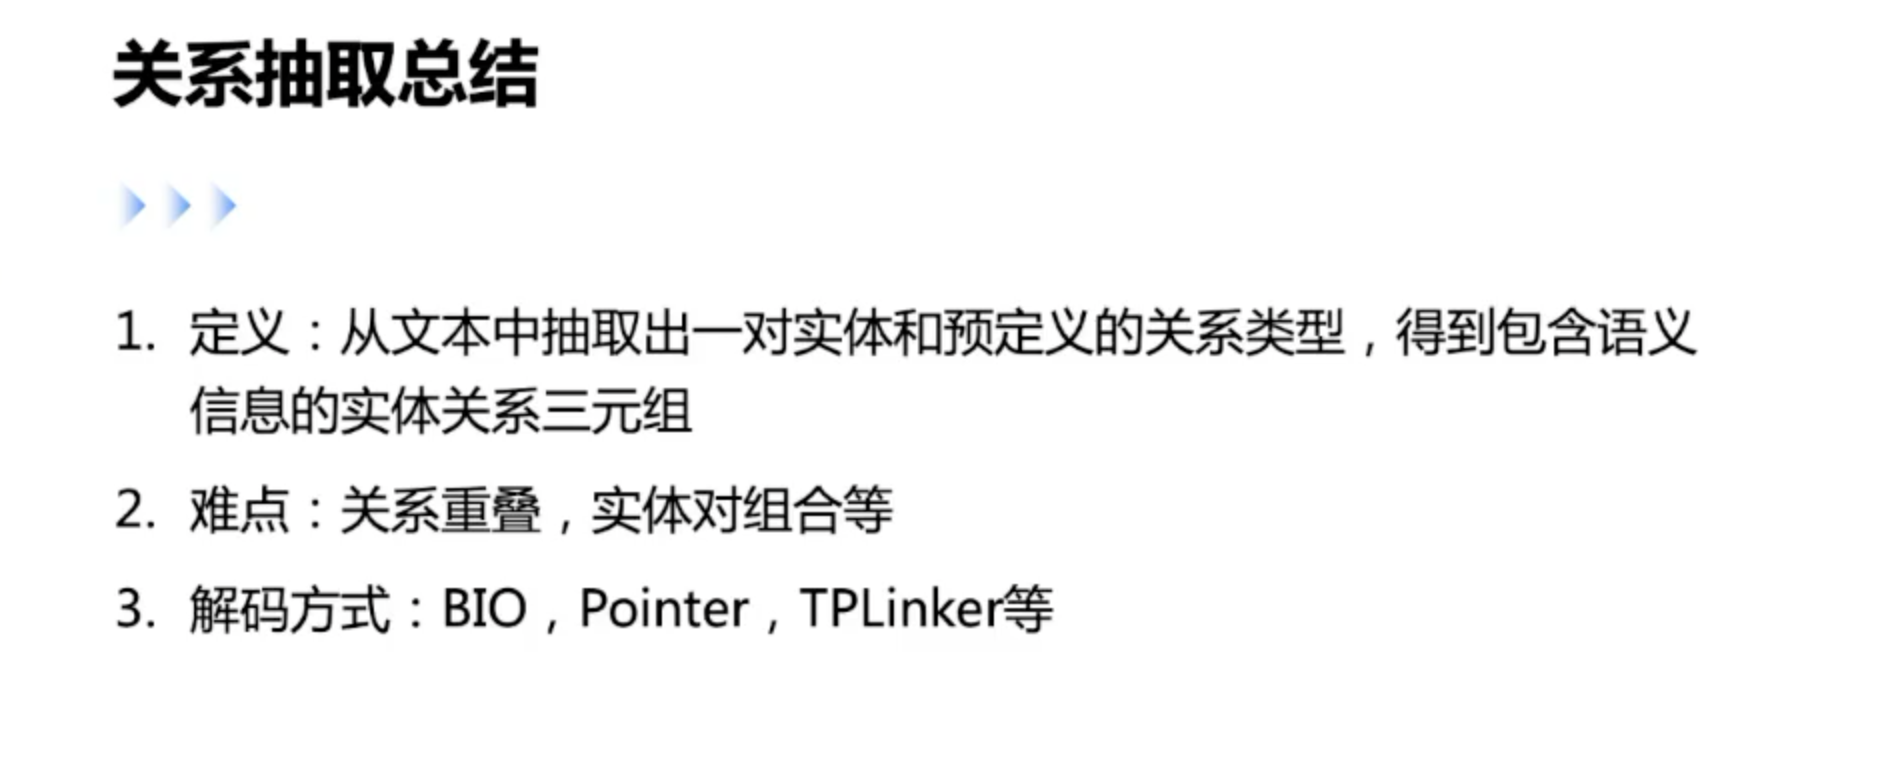 关系抽取总结
1. 定义：从文本中抽取出一对实体和预定义的关系类型，得到包含语义
信息的实体关系三元组
2. 难点：关系重叠，实体对组合等
3. 解码方式：BIO，Pointer，TPLinker等